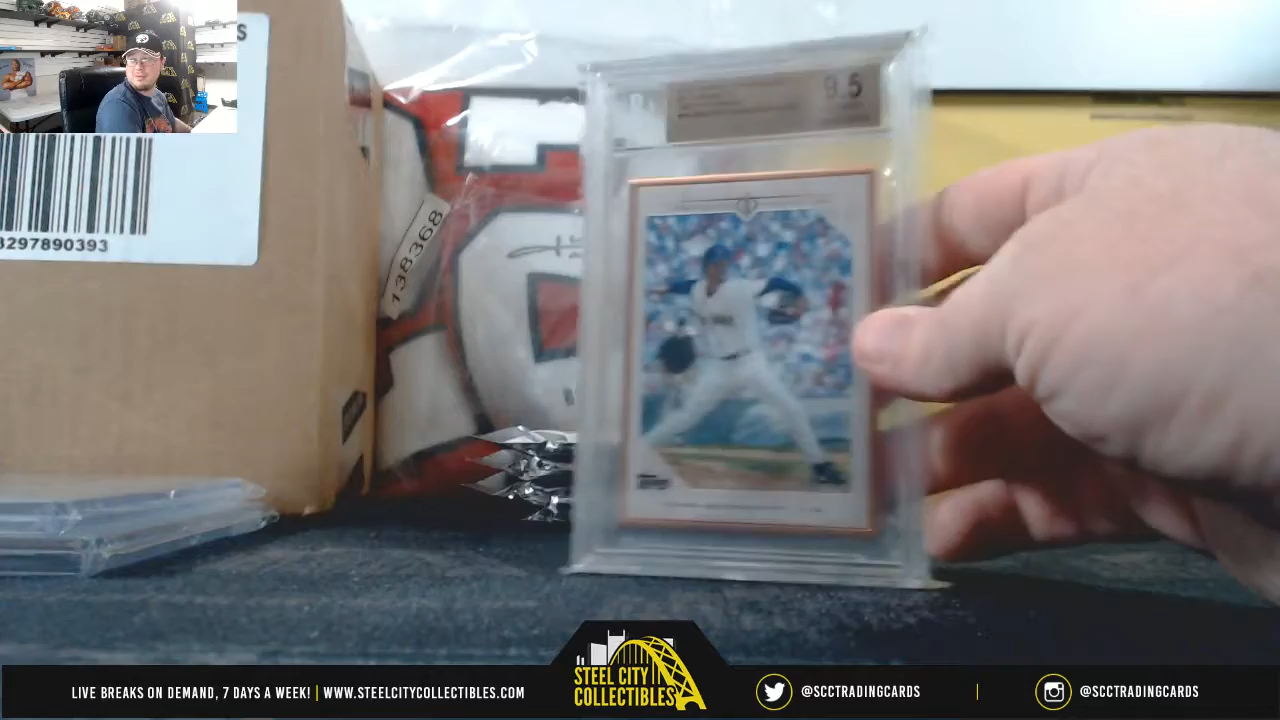 S
3297890393
138368
9.5
LIVE BREAKS ON DEMAND, 7 DAYS A WEEK! | WWW.STEELCITYCOLLECTIBLES.COM
STEEL CITY
COLLECTIBLES
@SCCTRADINGCARDS
@SCCTRADINGCARDS